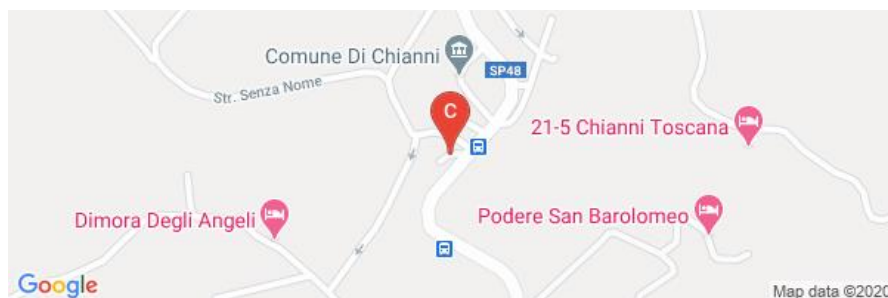 Comune Di Chianni
SP48
Str. Senza Nome
C
21-5 Chianni Toscana
Dimora Degli Angeli
Podere San Barolomeo
Google
Map data ©2020